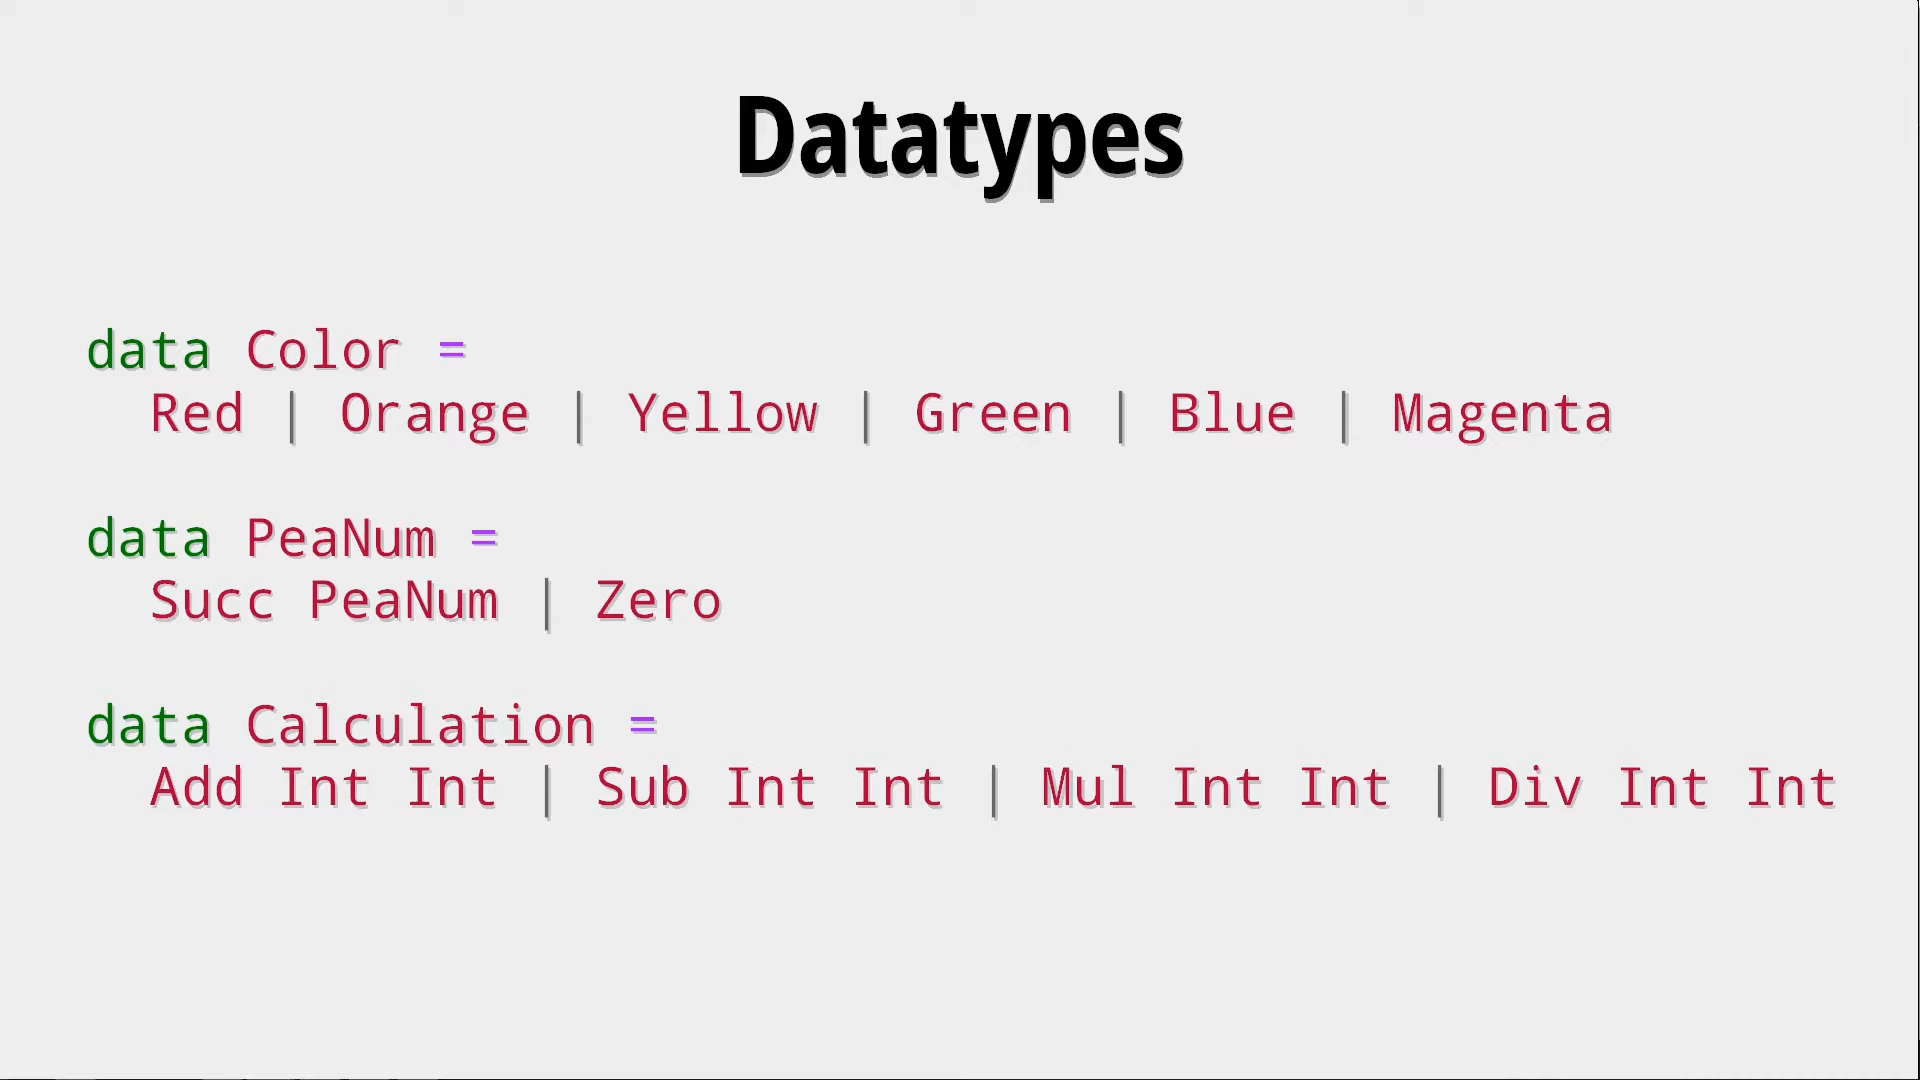 Datatypes
data Color =
Red | Orange | Yellow | Green | Blue | Magenta
data PeaNum =
Succ PeaNum | Zero
data Calculation =
Add Int Int | Sub Int Int | Mul Int Int | Div Int Int